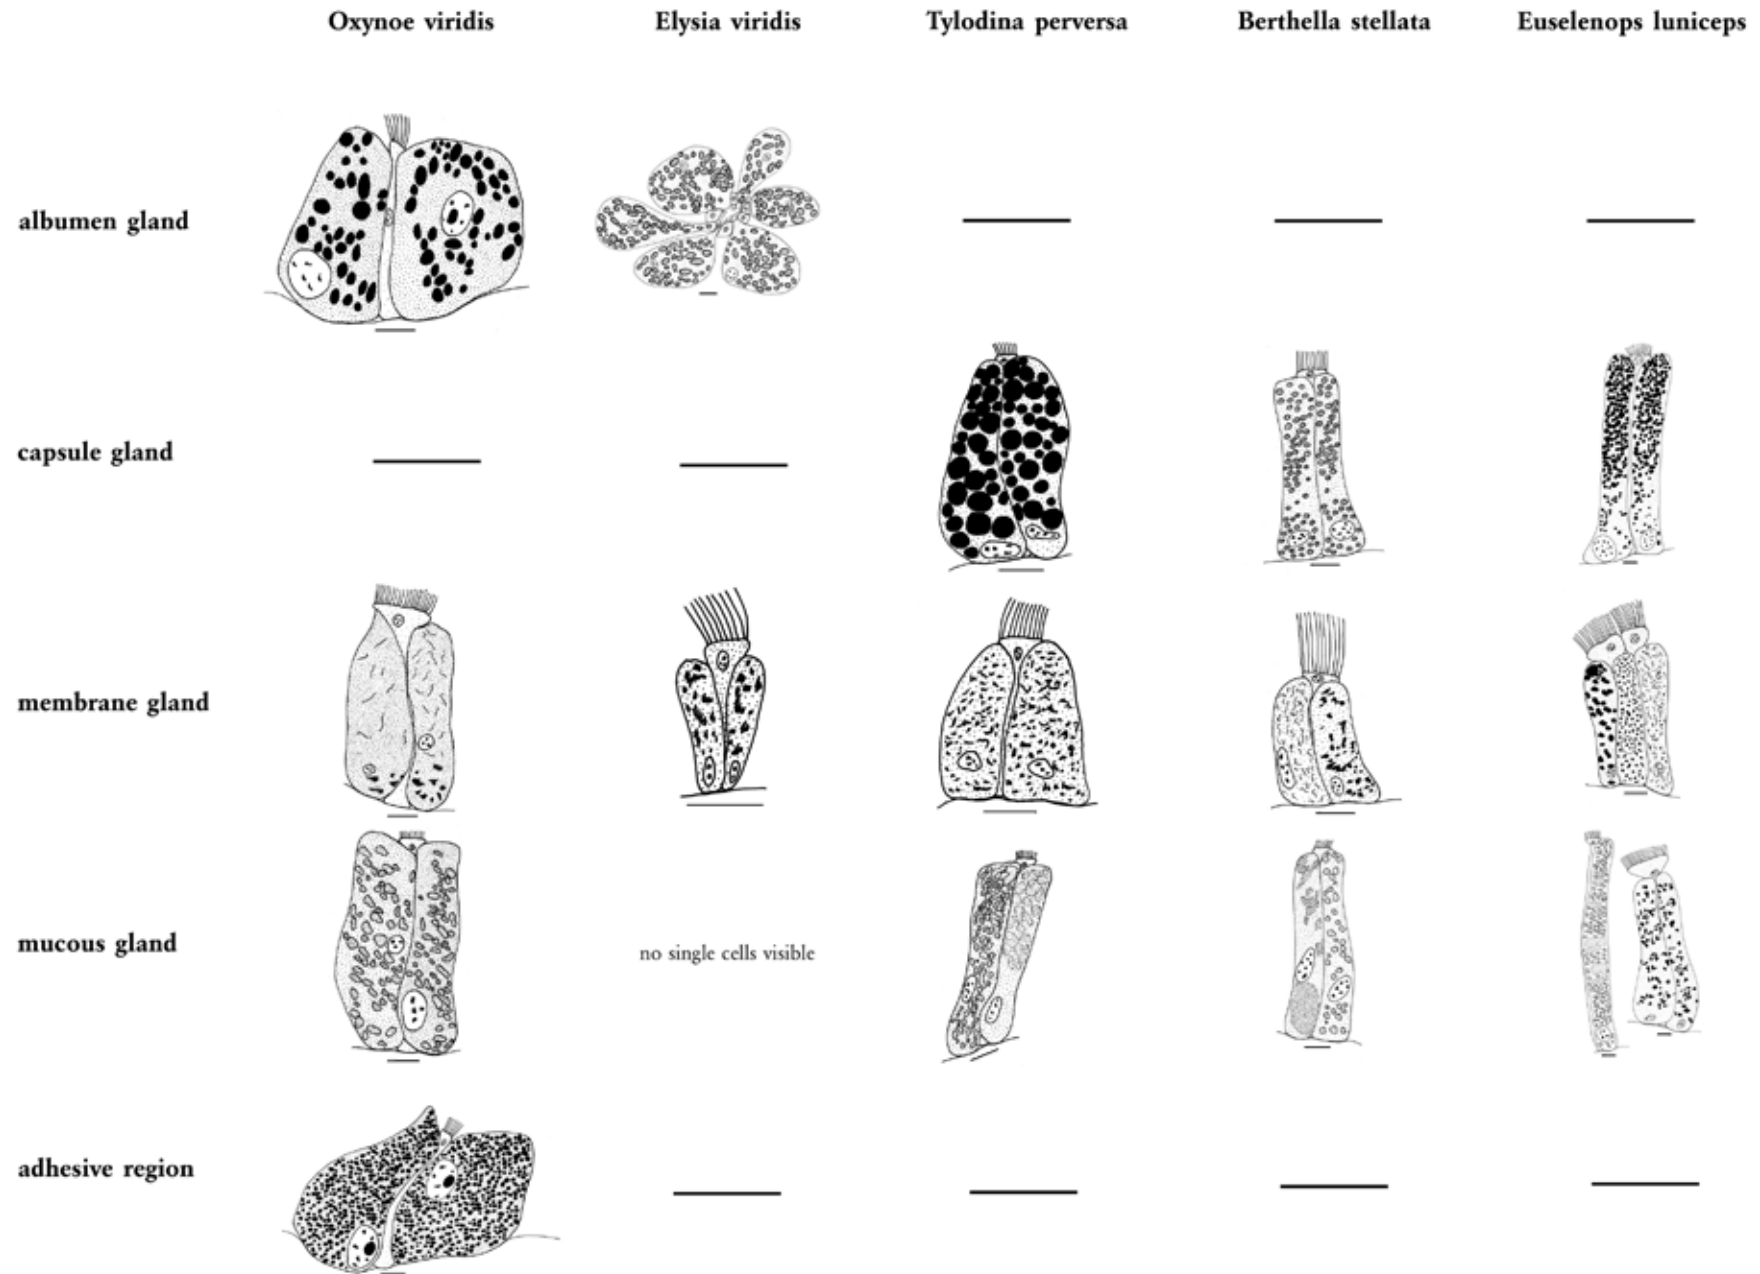 Oxynoe viridis Elysia viridis Tylodina perversa Berthella stellata Euselenops luniceps
albumen gland
capsule gland
membrane gland
mucous gland
no single cells visible
adhesive region